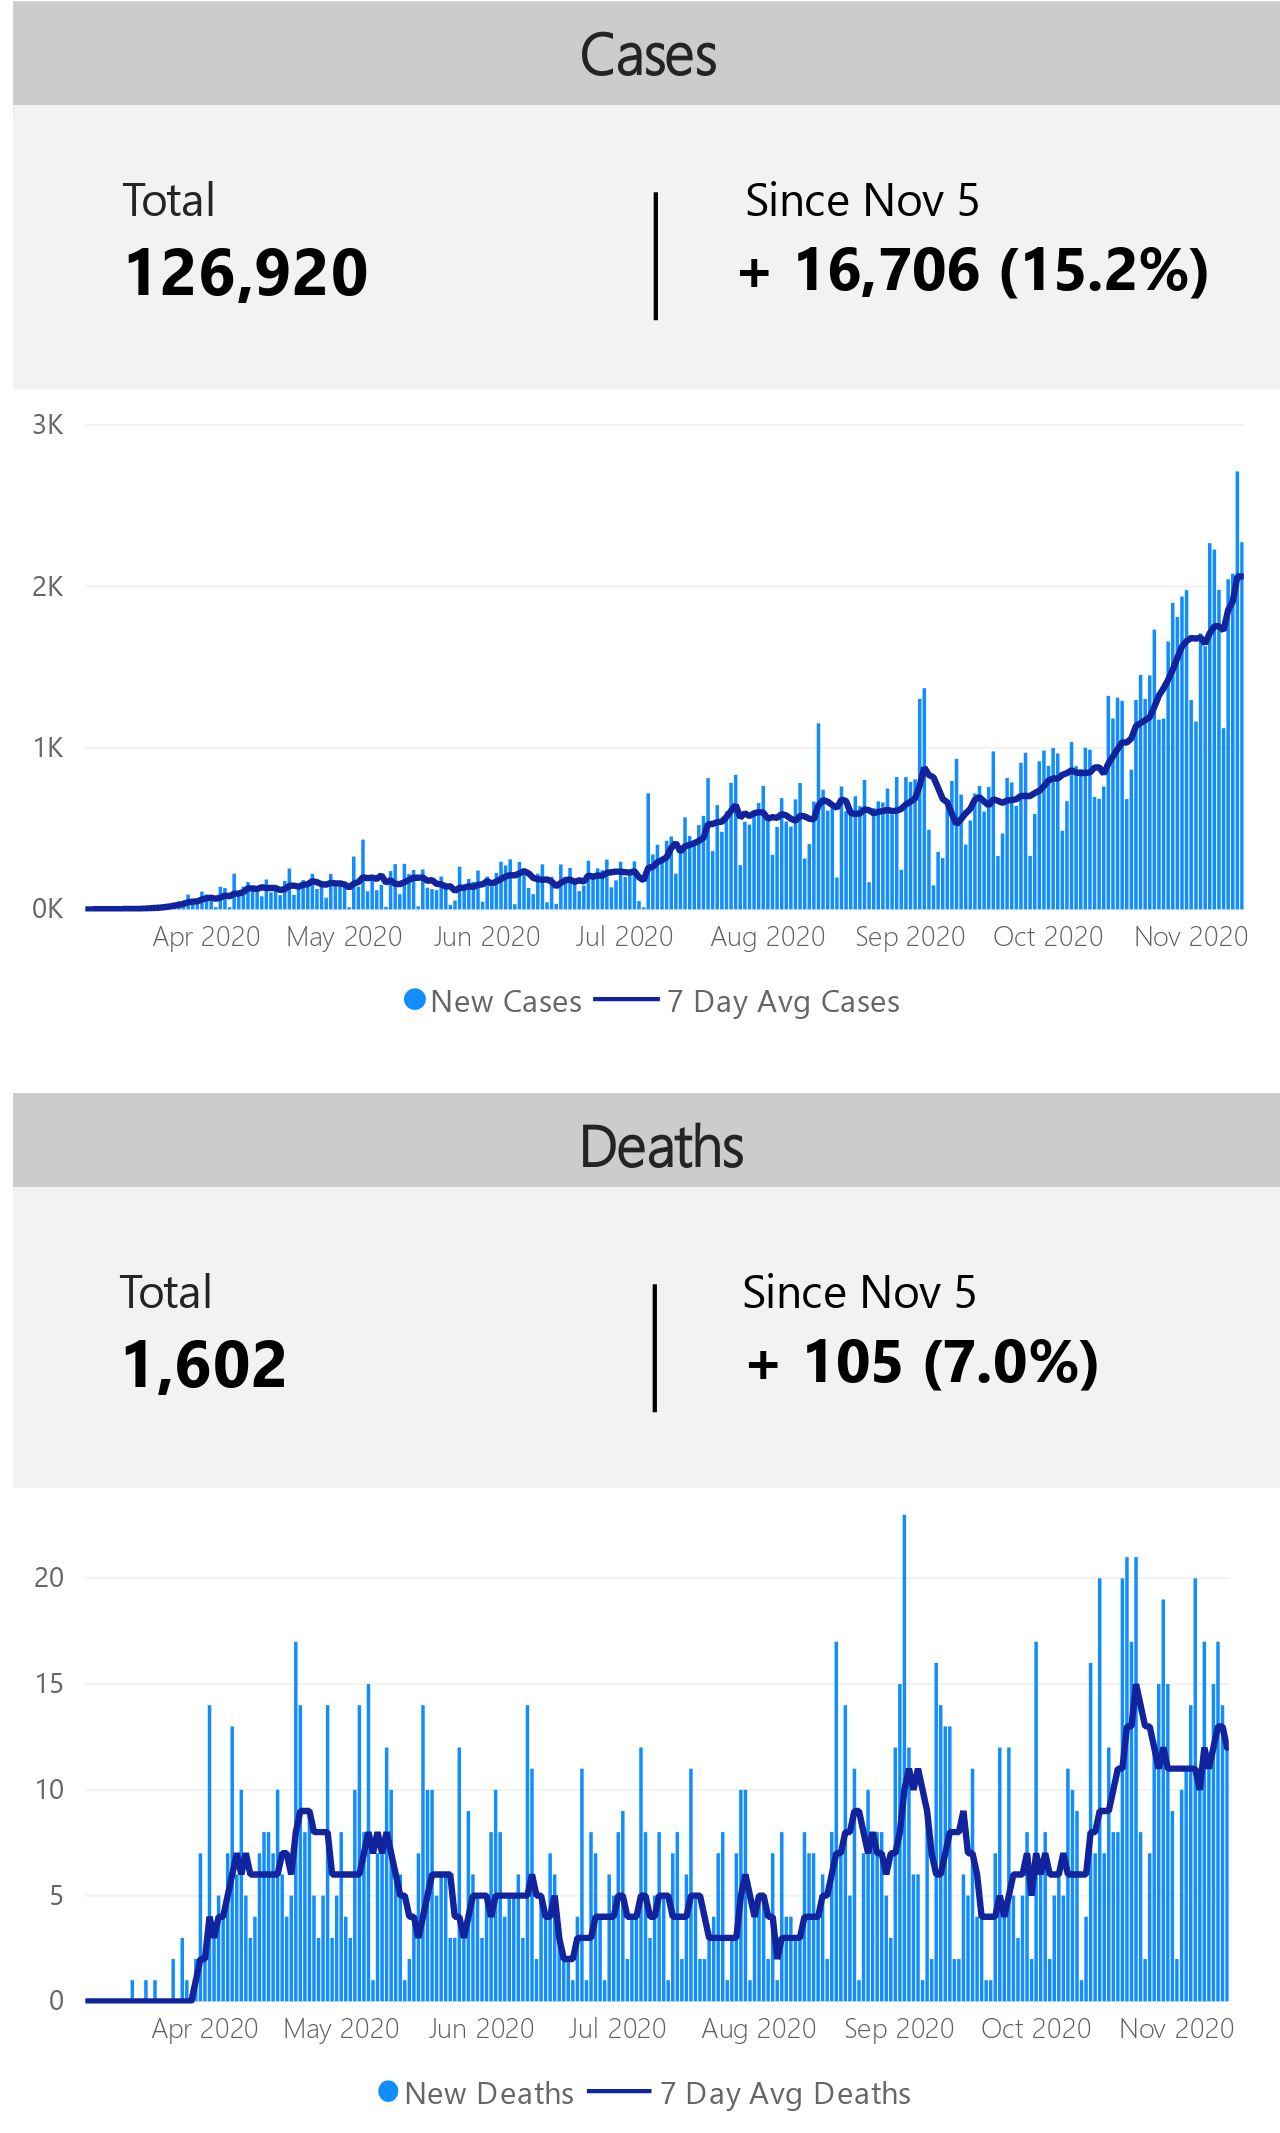 Cases
Total
Since Nov 5
126,920
+ 16,706 (15.2%)
3K
2K
1K
0K
Apr 2020 May 2020 Jun 2020 Jul 2020 Aug 2020 Sep 2020 Oct 2020 Nov 2020
New Cases 7 Day Avg Cases
Deaths
Total
Since Nov 5
1,602
+ 105 (7.0%)
20
15
10
5
0
Apr 2020 May 2020 Jun 2020 Jul 2020 Aug 2020 Sep 2020 Oct 2020 Nov 2020
New Deaths 7 Day Avg Deaths